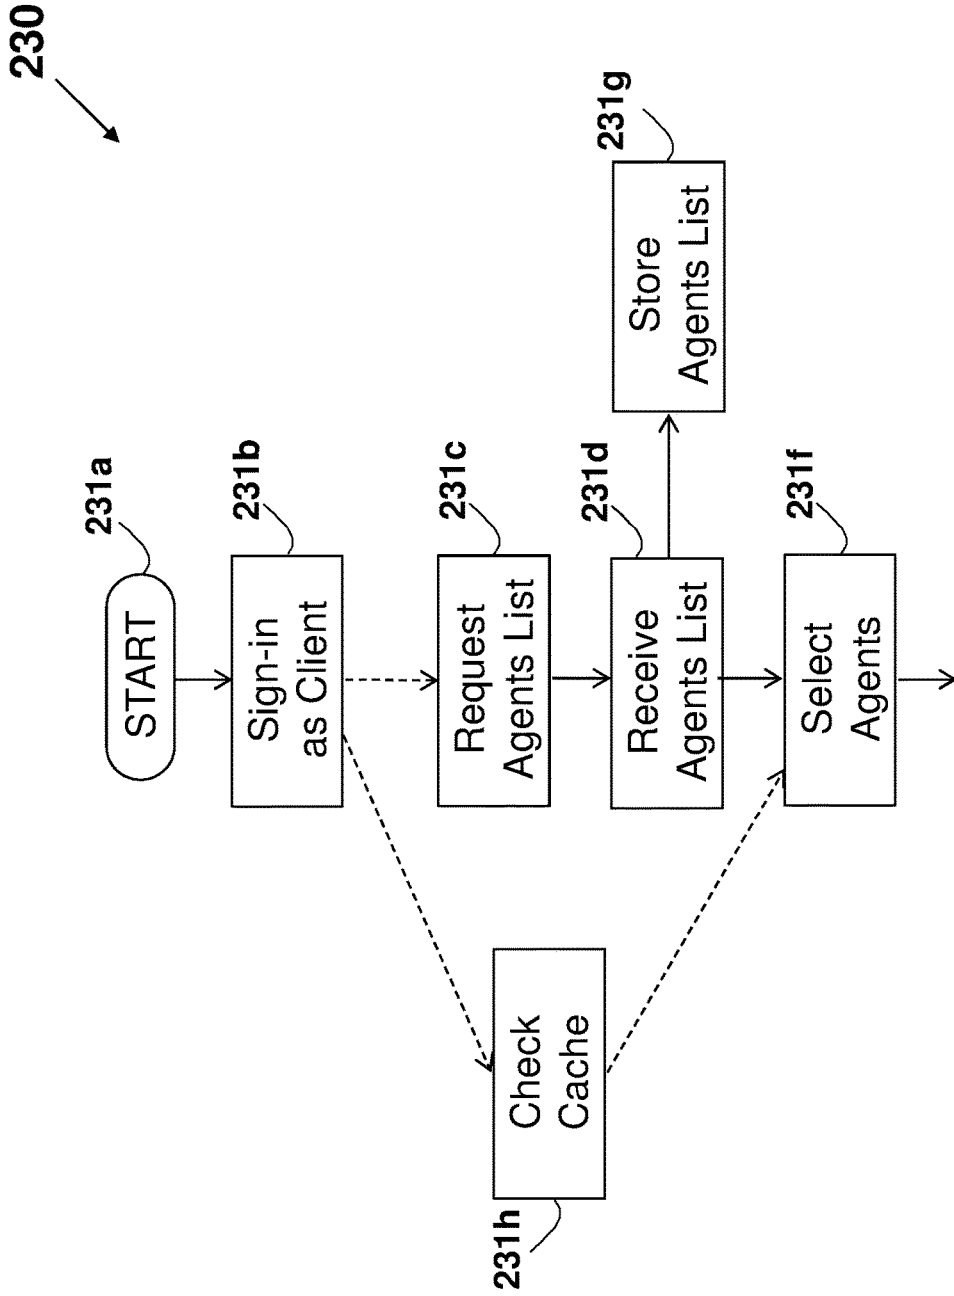 230
231a
START
231b
Sign-in
as Client
231c
Request
Agents List
231d
Receive
Agents List
231g
Store
Agents List
231h
Check
Cache
231f
Select
Agents